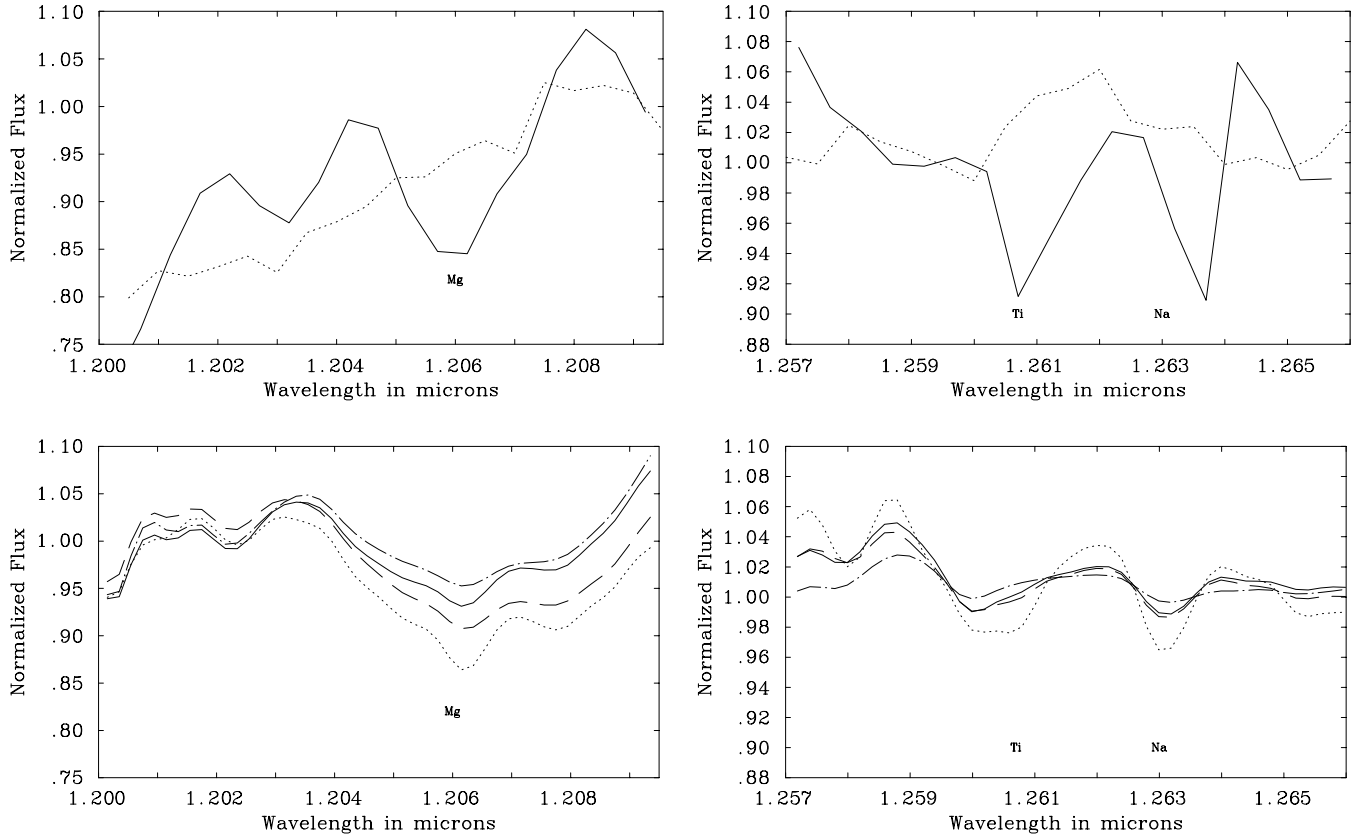 1.10
1.05
1.00
.95
.90
.85
.80
.75
Normalized Flux
Mg
1.200 1.202 1.204 1.206 1.208
Wavelength in microns
1.10
1.08
1.06
1.04
1.02
1.00
.98
.96
.94
.92
.90
.88
Normalized Flux
Ti Na
1.257 1.259 1.261 1.263 1.265
Wavelength in microns
1.10
1.05
1.00
.95
.90
.85
.80
.75
Normalized Flux
Mg
1.200 1.202 1.204 1.206 1.208
Wavelength in microns
1.10
1.08
1.06
1.04
1.02
1.00
.98
.96
.94
.92
.90
.88
Normalized Flux
Ti Na
1.257 1.259 1.261 1.263 1.265
Wavelength in microns